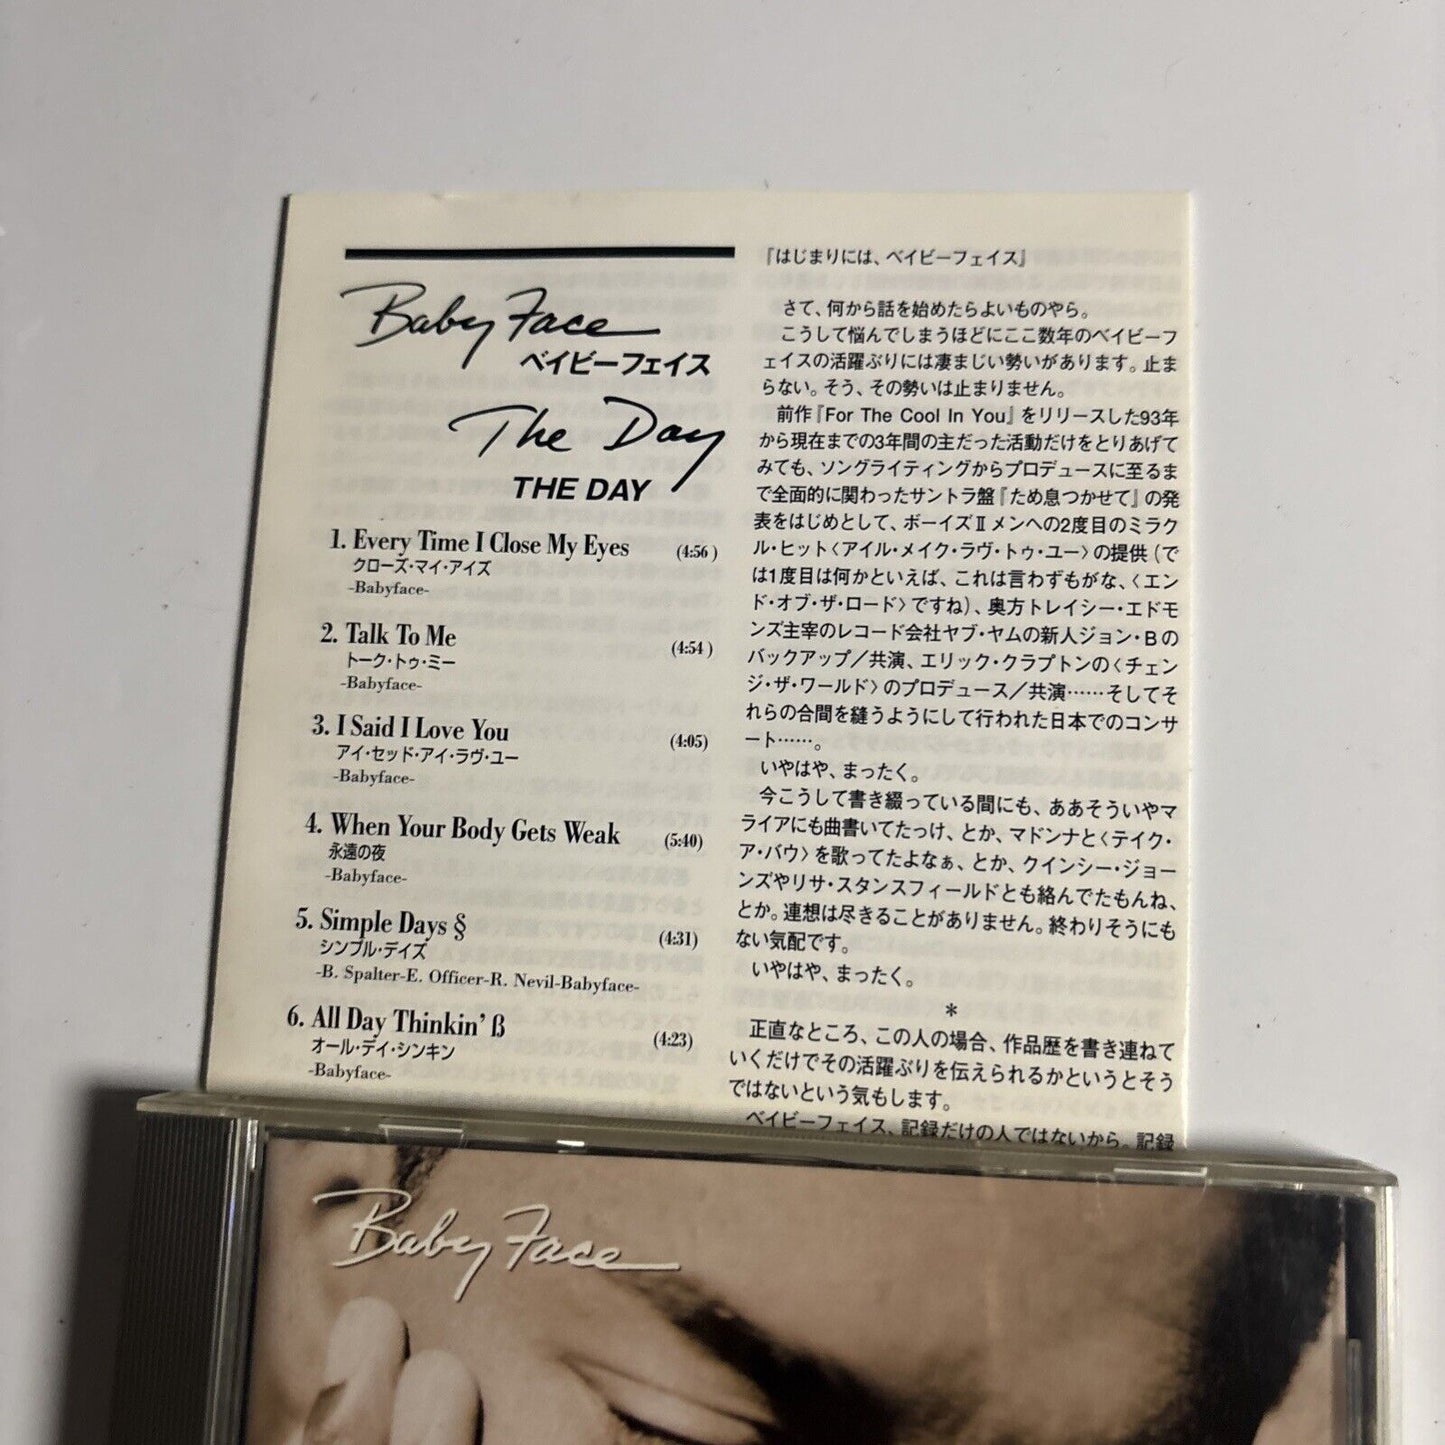 Baby Face
ベイビーフェイス
The Day
THE DAY
1. Every Time I Close My Eyes (4:56)
クローズ・マイ・アイズ
-Babyface-
2. Talk To Me (4:54)
トーク・トゥ・ミー
-Babyface-
3. I Said I Love You (4:05)
アイ・セッド・アイ・ラヴ・ユー
-Babyface-
4. When Your Body Gets Weak (5:40)
永遠の夜
-Babyface-
5. Simple Days § (4:31)
シンプル・デイズ
-B. Spalter-E. Officer-R. Nevil-Babyface-
6. All Day Thinkin' ß (4:23)
オール・デイ・シンキン
-Babyface-
『はじまりには、ベイビーフェイス』
さて、何から話を始めたらよいものやら。
こうして悩んでしまうほどにここ数年のベイビーフ
ェイスの活躍ぶりには凄まじい勢いがあります。止ま
らない。そう、その勢いは止まりません。
前作『For The Cool In You』をリリースした93年
から現在までの3年間の主だった活動だけをとりあげて
みても、ソングライティングからプロデュースに至るま
で全面的に関わったサントラ盤『ため息つかせて』の発
表をはじめとして、ボーイズⅡメンへの2度目のミラク
ル・ヒット〈アイル・メイク・ラヴ・トゥ・ユー〉の提供（で
は1度目は何かといえば、これは言わずもがな、〈エン
ド・オブ・ザ・ロード〉ですね）、奥方トレイシー・エドモ
ンズ主宰のレコード会社ヤブ・ヤムの新人ジョン・Bの
バックアップ／共演、エリック・クラプトンの〈チェン
ジ・ザ・ワールド〉のプロデュース／共演……そしてそ
れらの合間を縫うようにして行われた日本でのコンサ
ート……。
いやはや、まったく。
今こうして書き綴っている間にも、ああそういやマ
ライアにも曲書いてたっけ、とか、マドンナと〈テイク・
ア・バウ〉を歌ってたよなぁ、とか、クインシー・ジョー
ンズやリサ・スタンスフィールドとも絡んでたもんね、
とか。連想は尽きることがありません。終わりそうにも
ない気配です。
いやはや、まったく。
*
正直なところ、この人の場合、作品歴を書き連ねて
いくだけでその活躍ぶりを伝えられるかというとそう
ではないという気もします。
ベイビーフェイス、記録だけの人ではないから。記録
Baby Face